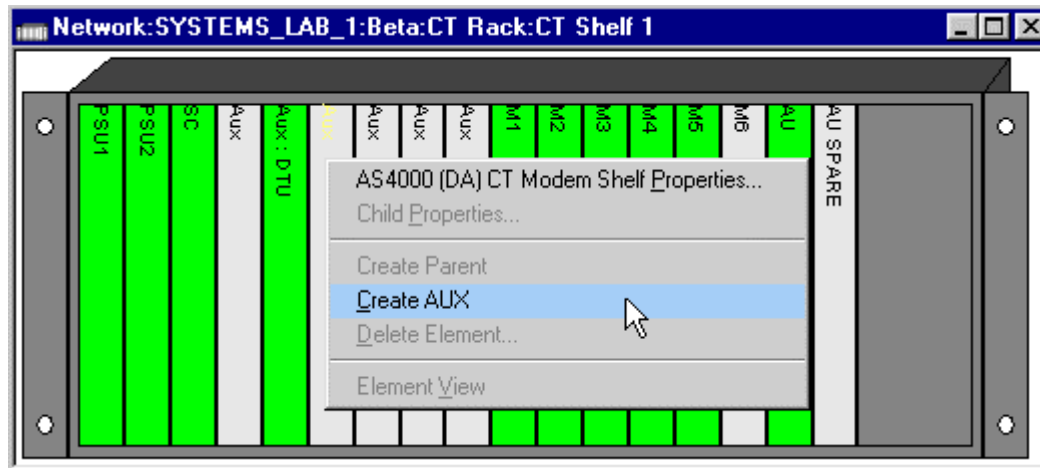 Network:SYSTEMS_LAB_1:Beta:CT Rack:CT Shelf 1
PSU1
PSU2
SC
Aux
Aux: DTU
Aux
Aux
Aux
Aux
M1
M2
M3
M4
M5
M6
AU
AU SPARE
AS4000 (DA) CT Modem Shelf Properties...
Child Properties...
Create Parent
Create AUX
Delete Element...
Element View